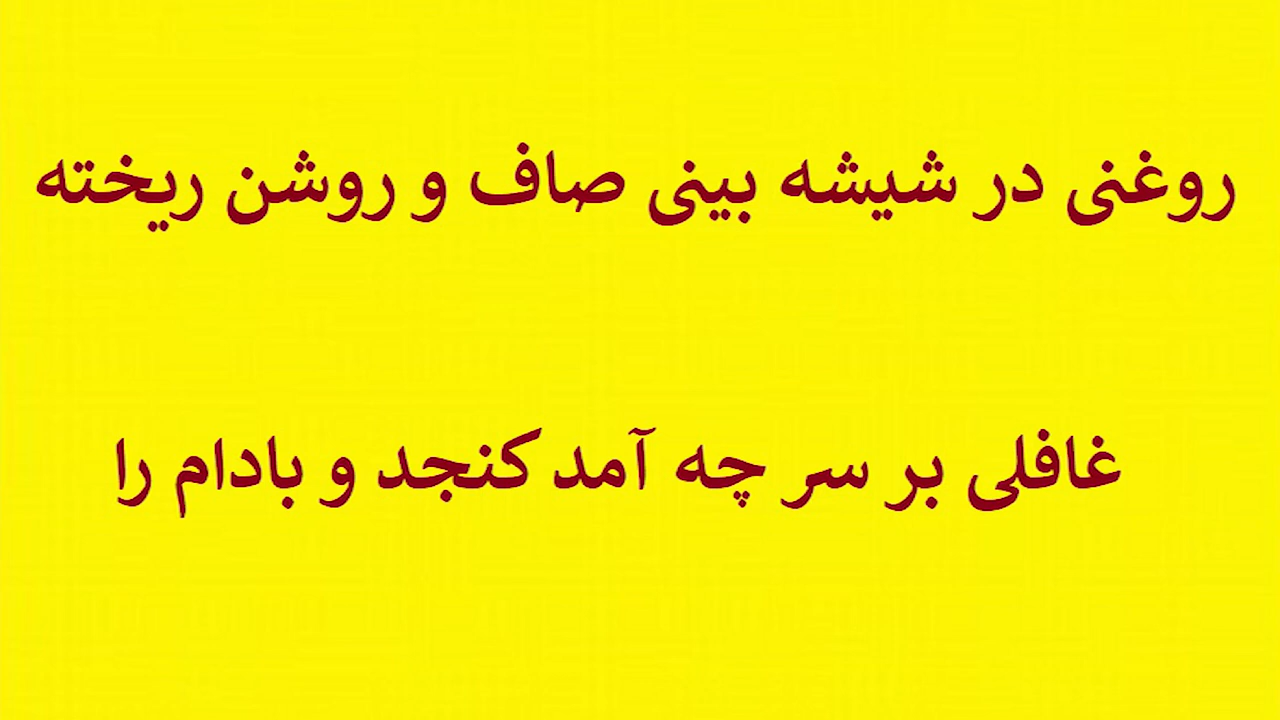 روغنی در شیشه بینی صاف و روشن ریخته
غافلی بر سر چه آمد کنجد و بادام را